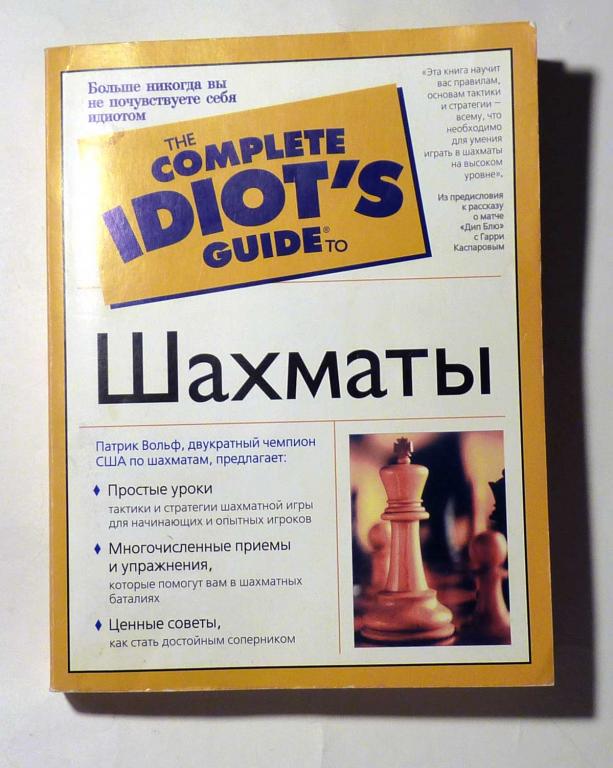 Больше никогда вы
не почувствуете себя
идиотом
THE
COMPLETE
IDIOT'S
GUIDE® TO
«Эта книга научит
вас правилам,
основам тактики
и стратегии –
всему, что
необходимо
для умения
играть в шахматы
на высоком
уровне».
Из предисловия
к рассказу
о матче
«Дип Блю»
с Гарри
Каспаровым
Шахматы
Патрик Вольф, двукратный чемпион
США по шахматам, предлагает:
♦ Простые уроки
тактики и стратегии шахматной игры
для начинающих и опытных игроков
♦ Многочисленные приемы
и упражнения,
которые помогут вам в шахматных
баталиях
♦ Ценные советы,
как стать достойным соперником